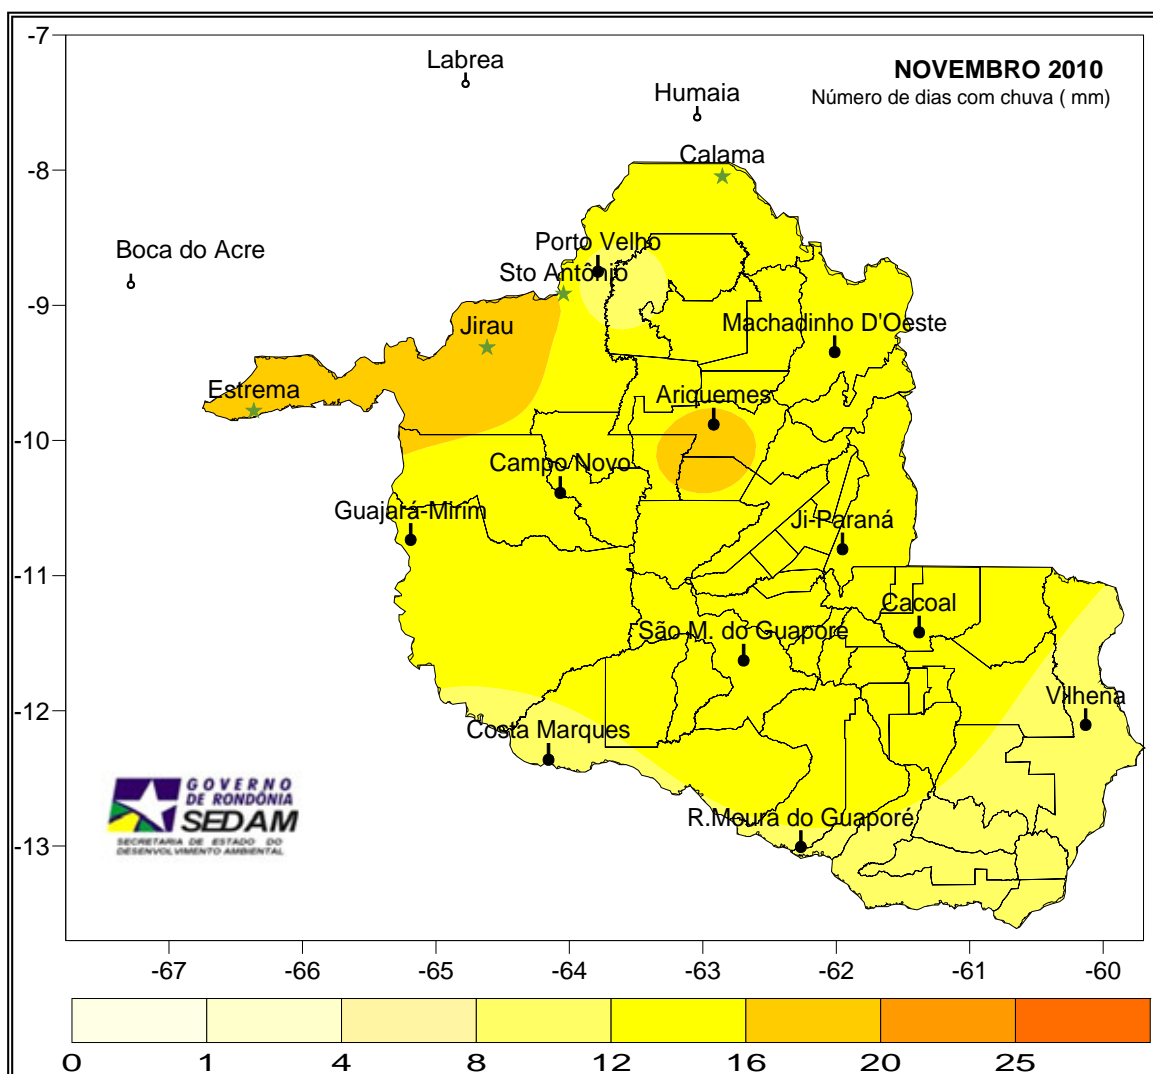 -7
Labrea
NOVEMBRO 2010
Número de dias com chuva ( mm)
Humaia
Calama
-8
Boca do Acre
Porto Velho
Sto Antônio
-9
Jirau
Machadinho D'Oeste
Estrema
Ariquemes
-10
Campo Novo
Guajará-Mirim
Ji-Paraná
-11
Cacoal
São M. do Guaporé
Vilhena
-12
Costa Marques
GOVERNO
DE RONDÔNIA
SEDAM
SECRETARIA DE ESTADO DO
DESENVOLVIMENTO AMBIENTAL
R.Moura do Guaporé
-13
-67 -66 -65 -64 -63 -62 -61 -60
0 1 4 8 12 16 20 25